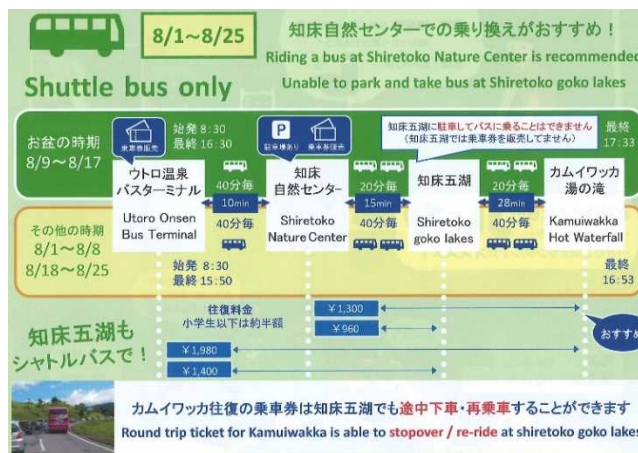 8/1~8/25
知床自然センターでの乗り換えがおすすめ!
Riding a bus at Shiretoko Nature Center is recommended
Shuttle bus only
Unable to park and take bus at Shiretoko goko lakes
お盆の時期
8/9~8/17
乗車券販売
始発 8:30
最終 16:30
P
駐車場あり
乗車券販売
知床五湖に駐車してバスに乗ることはできません
(知床五湖では乗車券を販売してません)
最終
17:33
ウトロ温泉
バスターミナル
Utoro Onsen
Bus Terminal
40分毎
10min
40分毎
知床
自然センター
Shiretoko
Nature Center
20分毎
15min
40分毎
知床五湖
Shiretoko
goko lakes
20分毎
28min
40分毎
カムイワッカ
湯の滝
Kamuiwakka
Hot Waterfall
その他の時期
8/1~8/8
8/18~8/25
始発 8:30
最終 15:50
最終
16:53
往復料金
小学生以下は約半額
¥1,300
¥960
おすすめ
知床五湖も
シャトルバスで!
¥1,980
¥1,400
カムイワッカ往復の乗車券は知床五湖でも途中下車・再乗車することができます
Round trip ticket for Kamuiwakka is able to stopover / re-ride at shiretoko goko lakes